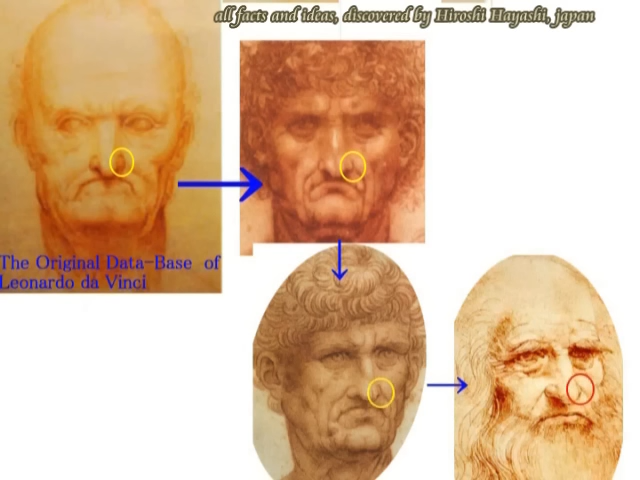 all facts and ideas, discovered by Hiroshi Hayashi, japan
The Original Data-Base of
Leonardo da Vinci